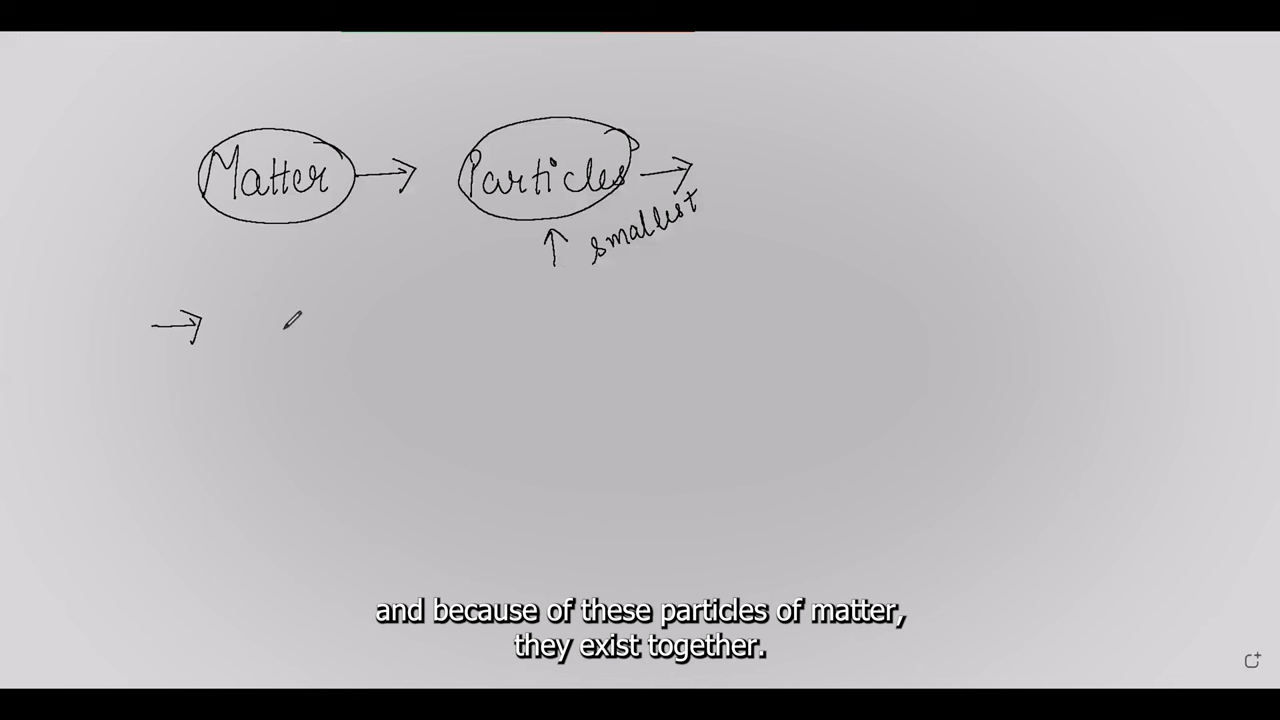 Matter → Particles →
↑ smallest
→
and because of these particles of matter,
they exist together.